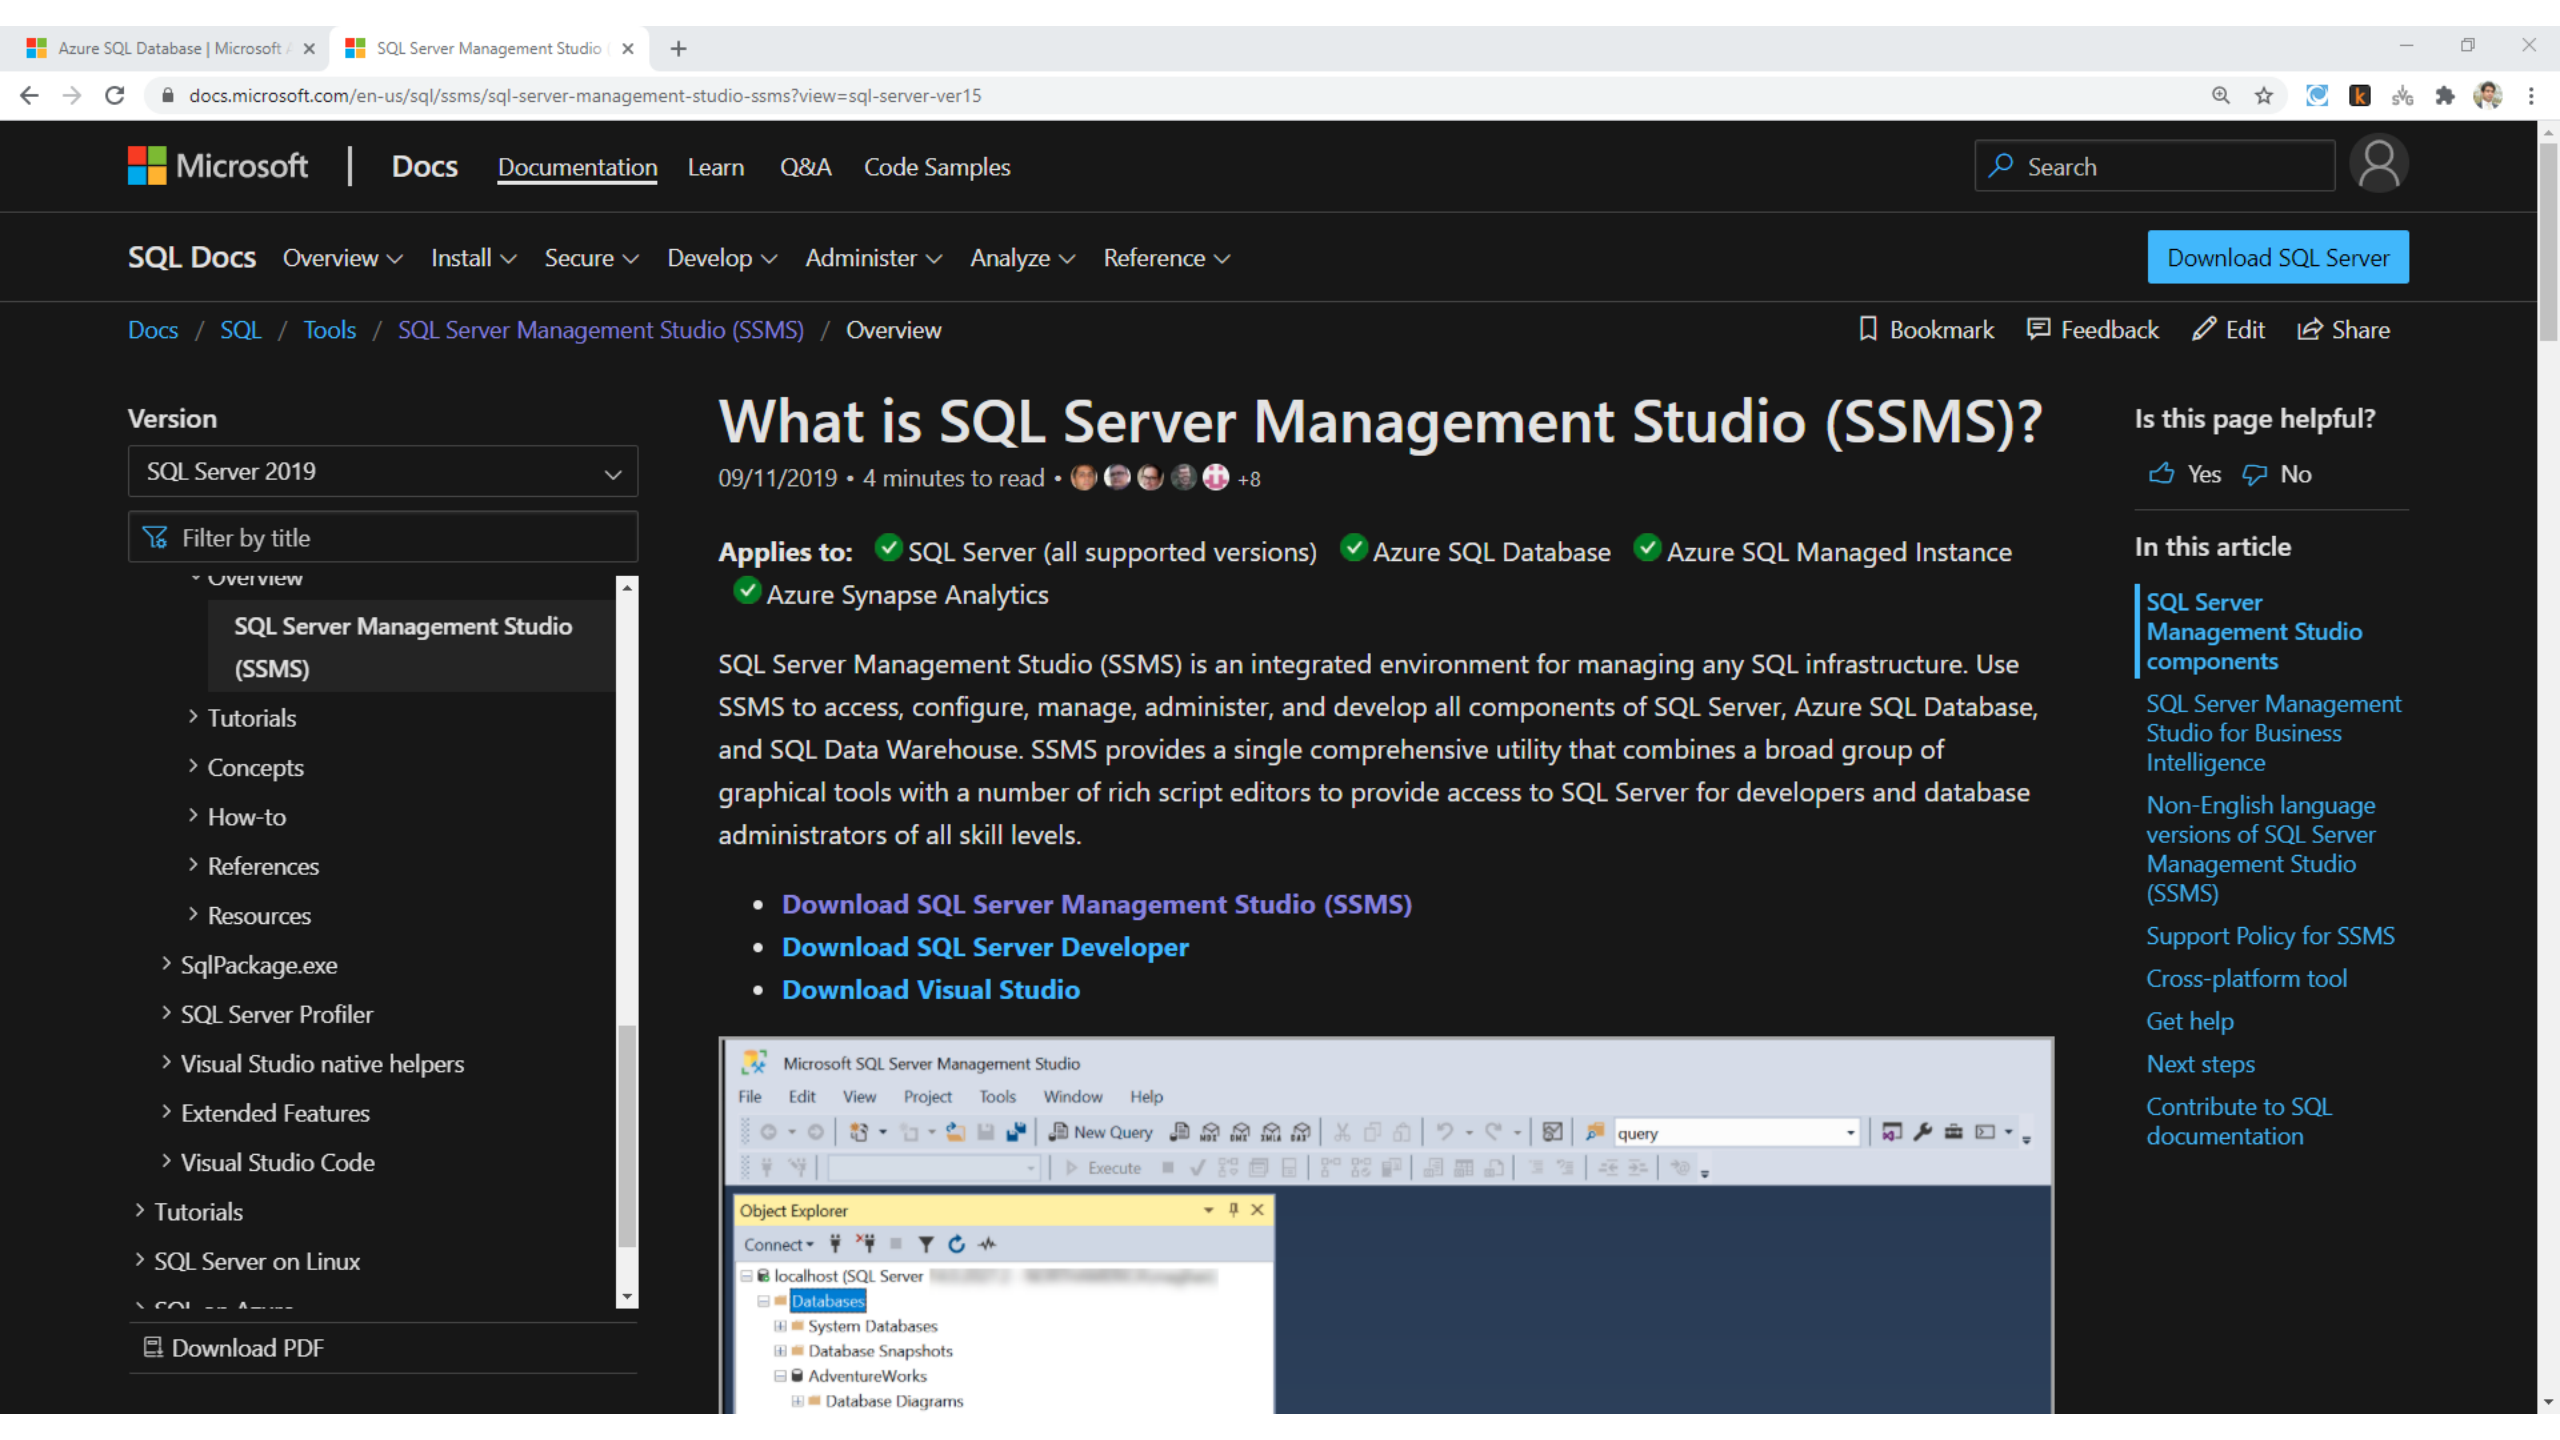 Azure SQL Database | Microsoft A
SQL Server Management Studio (
docs.microsoft.com/en-us/sql/ssms/sql-server-management-studio-ssms?view=sql-server-ver15
Microsoft | Docs Documentation Learn Q&A Code Samples
Search
SQL Docs Overview Install Secure Develop Administer Analyze Reference
Download SQL Server
Docs / SQL / Tools / SQL Server Management Studio (SSMS) / Overview
Bookmark Feedback Edit Share
Version
SQL Server 2019
Filter by title
Overview
SQL Server Management Studio
(SSMS)
Tutorials
Concepts
How-to
References
Resources
SqlPackage.exe
SQL Server Profiler
Visual Studio native helpers
Extended Features
Visual Studio Code
Tutorials
SQL Server on Linux
SQL on Azure
Download PDF
What is SQL Server Management Studio (SSMS)?
09/11/2019 • 4 minutes to read • +8
Applies to: SQL Server (all supported versions) Azure SQL Database Azure SQL Managed Instance
Azure Synapse Analytics
SQL Server Management Studio (SSMS) is an integrated environment for managing any SQL infrastructure. Use
SSMS to access, configure, manage, administer, and develop all components of SQL Server, Azure SQL Database,
and SQL Data Warehouse. SSMS provides a single comprehensive utility that combines a broad group of
graphical tools with a number of rich script editors to provide access to SQL Server for developers and database
administrators of all skill levels.
• Download SQL Server Management Studio (SSMS)
• Download SQL Server Developer
• Download Visual Studio
Microsoft SQL Server Management Studio
File Edit View Project Tools Window Help
New Query MDX DMX XMLA DAX query
Execute
Object Explorer
Connect
localhost (SQL Server
Databases
System Databases
Database Snapshots
AdventureWorks
Database Diagrams
Is this page helpful?
Yes No
In this article
SQL Server
Management Studio
components
SQL Server Management
Studio for Business
Intelligence
Non-English language
versions of SQL Server
Management Studio
(SSMS)
Support Policy for SSMS
Cross-platform tool
Get help
Next steps
Contribute to SQL
documentation